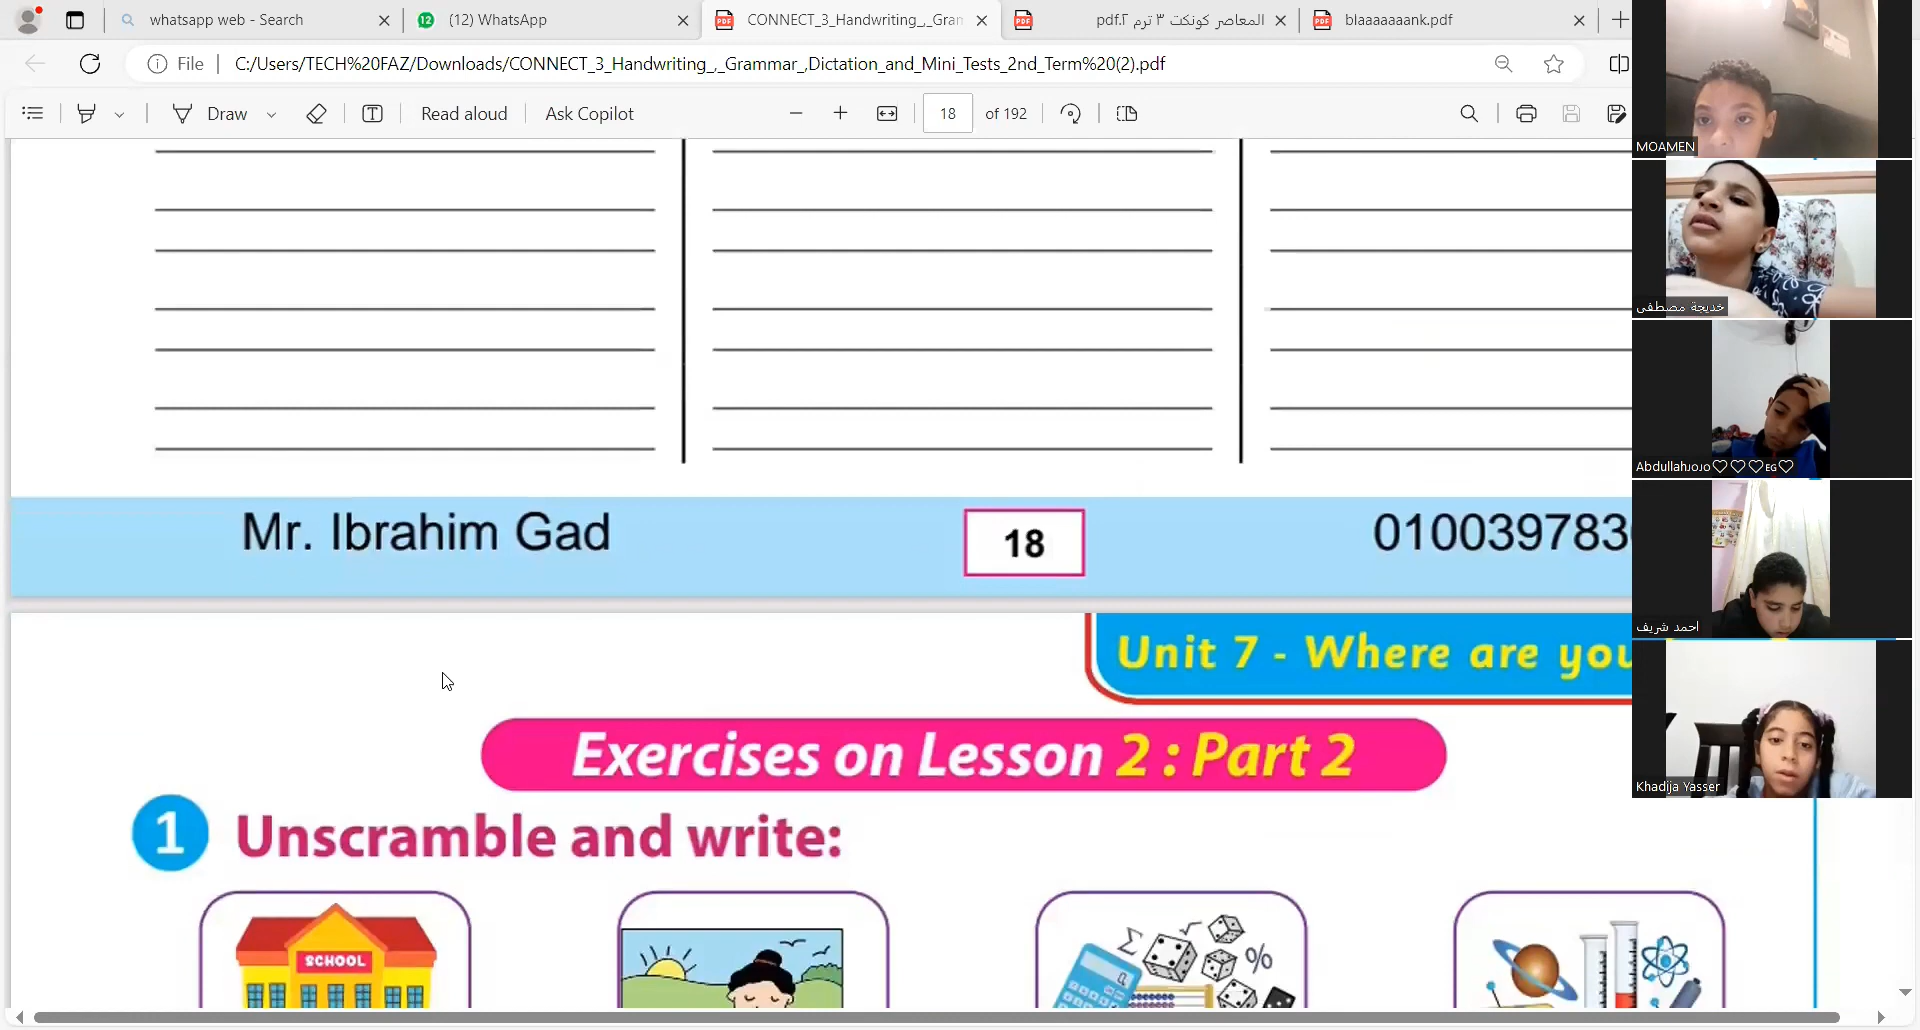 whatsapp web - Search
(12) WhatsApp
CONNECT_3_Handwriting_,_Gran
المعاصر كونكت ٣ ترم ٢.pdf
blaaaaaaank.pdf
File
C:/Users/TECH%20FAZ/Downloads/CONNECT_3_Handwriting_,_Grammar_,Dictation_and_Mini_Tests_2nd_Term%20(2).pdf
Draw
Read aloud
Ask Copilot
18
of 192
MOAMEN
خديجة مصطفى
Abdullahjojo♡♡♡EG♡
احمد شريف
Khadija Yasser
Mr. Ibrahim Gad
18
010039783
Unit 7 - Where are you
Exercises on Lesson 2 : Part 2
1 Unscramble and write:
SCHOOL
Σ
%